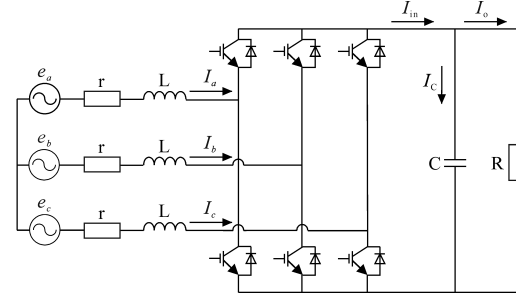 I_in I_o
e_a r L I_a I_C
e_b r L I_b C R
e_c r L I_c